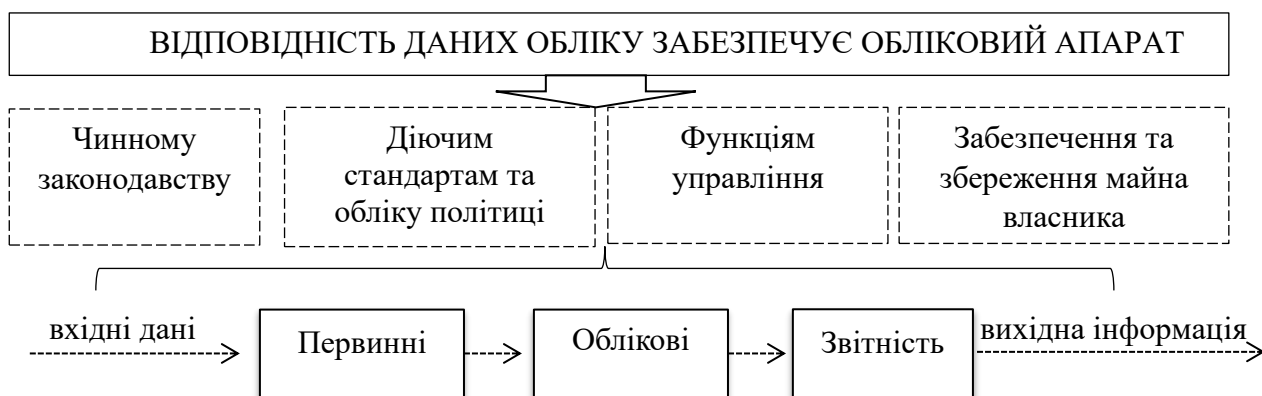 ВІДПОВІДНІСТЬ ДАНИХ ОБЛІКУ ЗАБЕЗПЕЧУЄ ОБЛІКОВИЙ АПАРАТ
Чинному
законодавству
Діючим
стандартам та
обліку політиці
Функціям
управління
Забезпечення та
збереження майна
власника
вхідні дані
Первинні
Облікові
Звітність
вихідна інформація